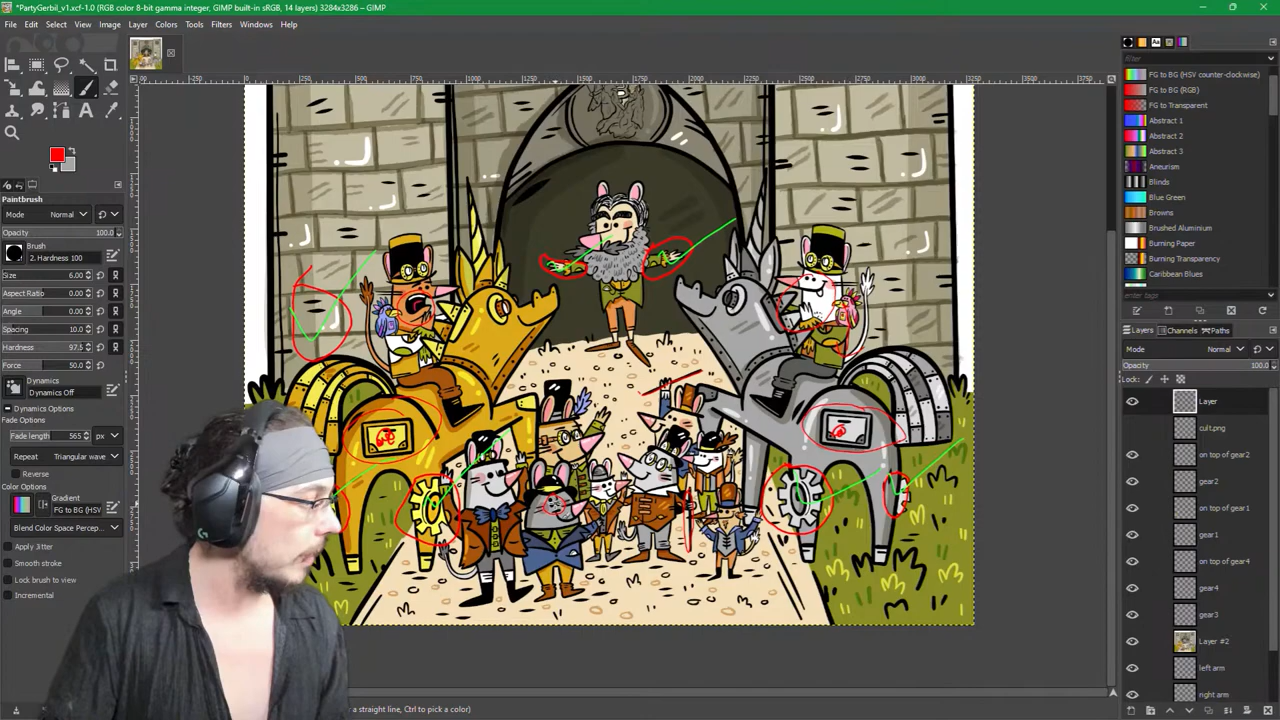 *PartyGerbil_v1.xcf-1.0 (RGB color 8-bit gamma integer, GIMP built-in sRGB, 14 layers) 3284x3286 – GIMP
File Edit Select View Image Layer Colors Tools Filters Windows Help
Paintbrush
Mode Normal
Opacity 100.0
Brush
2. Hardness 100
Size 6.00
Aspect Ratio 0.00
Angle 0.00
Spacing 10.0
Hardness 97.5
Force 50.0
Dynamics
Dynamics Off
Dynamics Options
Fade Options
Fade length 565 px
Repeat Triangular wave
Reverse
Color Options
Gradient
FG to BG (HSV
Blend Color Space Percep...
Apply Jitter
Smooth stroke
Lock brush to view
Incremental
a straight line, Ctrl to pick a color)
FG to BG (HSV counter-clockwise)
FG to BG (RGB)
FG to Transparent
Abstract 1
Abstract 2
Abstract 3
Aneurism
Blinds
Blue Green
Browns
Brushed Aluminium
Burning Paper
Burning Transparency
Caribbean Blues
enter tags
Layers Channels Paths
Mode Normal
Opacity 100.0
Lock:
Layer
cult.png
on top of gear2
gear2
on top of gear1
gear1
on top of gear4
gear4
gear3
Layer #2
left arm
right arm